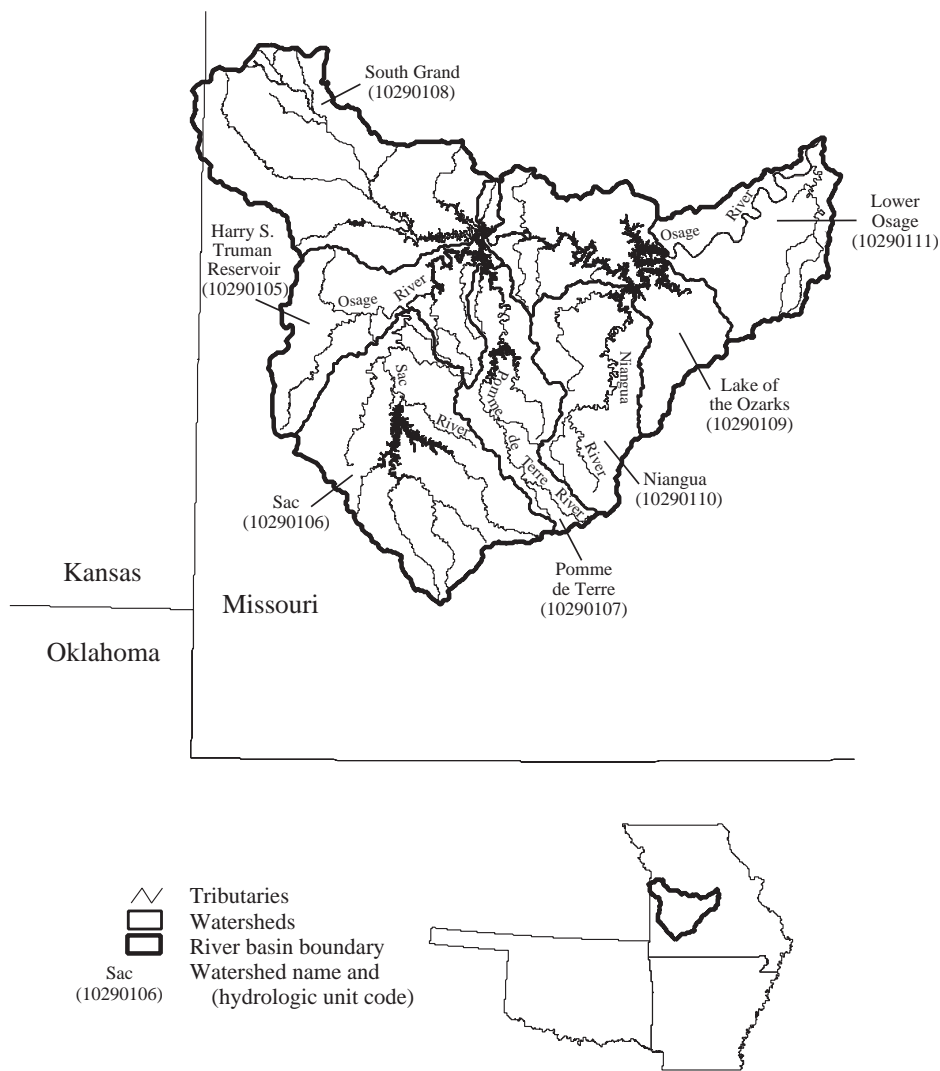 South Grand
(10290108)
Lower
Osage
(10290111)
River
Osage
Harry S.
Truman
Reservoir
(10290105)
Osage
River
Sac
River
Pomme
de
Terre
River
Niangua
River
Lake of
the Ozarks
(10290109)
Niangua
(10290110)
Sac
(10290106)
Pomme
de Terre
(10290107)
Kansas
Missouri
Oklahoma
Tributaries
Watersheds
River basin boundary
Sac
(10290106)
Watershed name and
(hydrologic unit code)